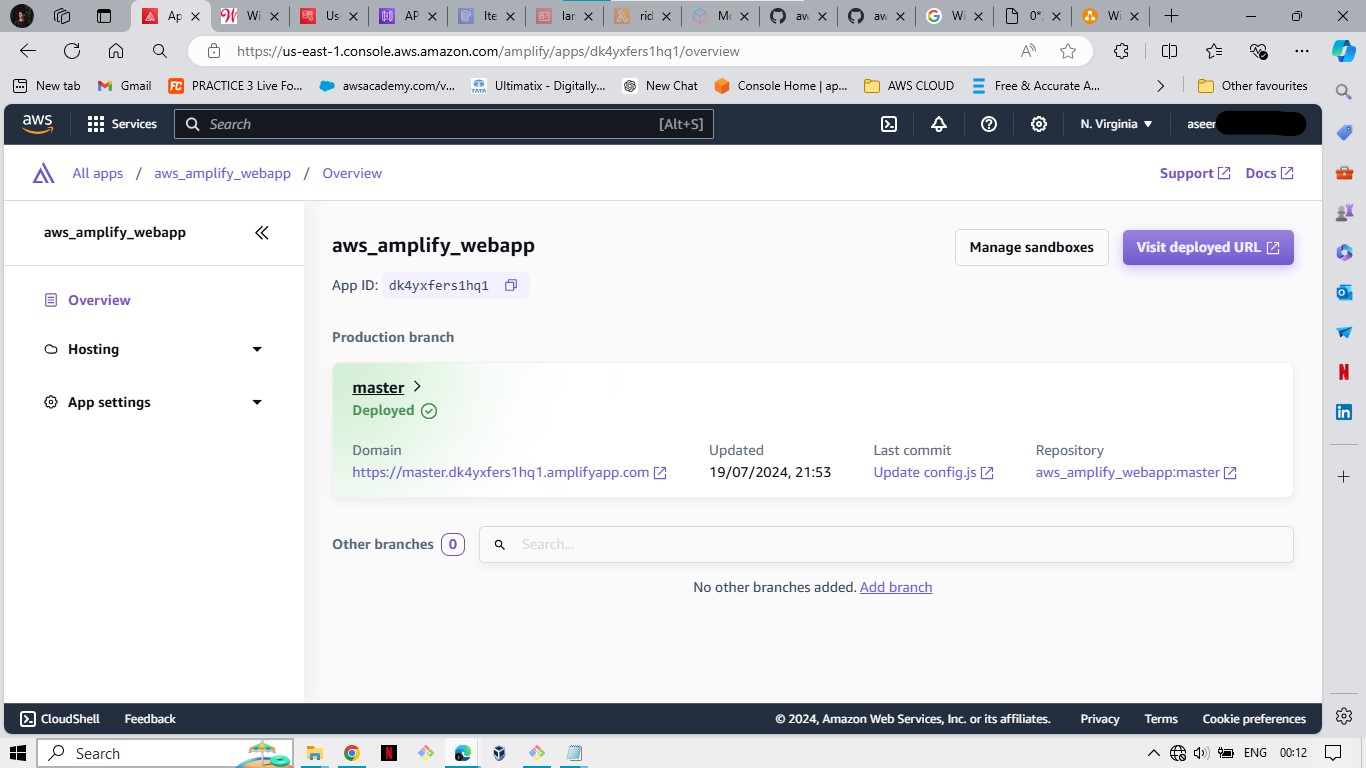 Ap
Wi
Us
AP
Ite
lar
rid
Mo
aw
aw
Wi
0*
Wi
https://us-east-1.console.aws.amazon.com/amplify/apps/dk4yxfers1hq1/overview
New tab
Gmail
PRACTICE 3 Live Fo...
awsacademy.com/v...
Ultimatix - Digitally...
New Chat
Console Home | ap...
AWS CLOUD
Free & Accurate A...
Other favourites
aws
Services
Search
[Alt+S]
N. Virginia
aseer
All apps / aws_amplify_webapp / Overview
Support
Docs
aws_amplify_webapp
Overview
Hosting
App settings
aws_amplify_webapp
Manage sandboxes
Visit deployed URL
App ID: dk4yxfers1hq1
Production branch
master
Deployed
Domain
https://master.dk4yxfers1hq1.amplifyapp.com
Updated
19/07/2024, 21:53
Last commit
Update config.js
Repository
aws_amplify_webapp:master
Other branches 0
Search...
No other branches added. Add branch
CloudShell
Feedback
© 2024, Amazon Web Services, Inc. or its affiliates.
Privacy
Terms
Cookie preferences
Search
ENG
00:12